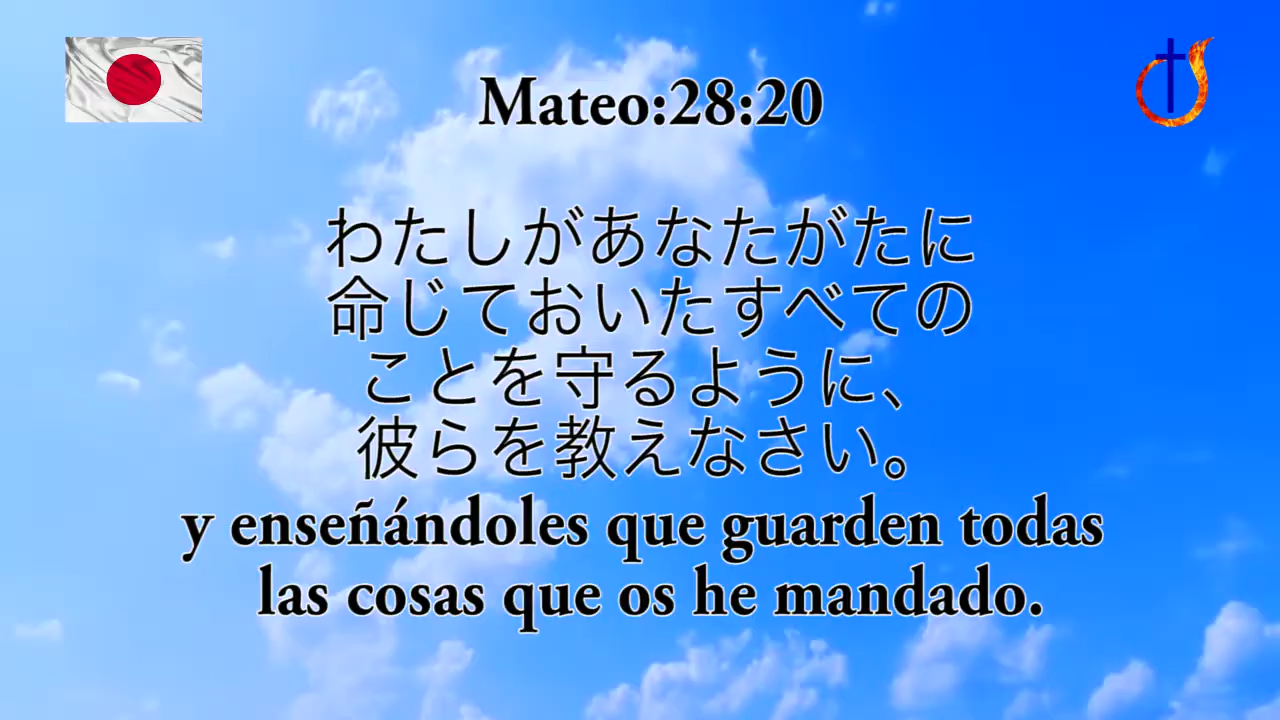 Mateo:28:20
わたしがあなたがたに
命じておいたすべての
ことを守るように、
彼らを教えなさい。
y enseñándoles que guarden todas
las cosas que os he mandado.